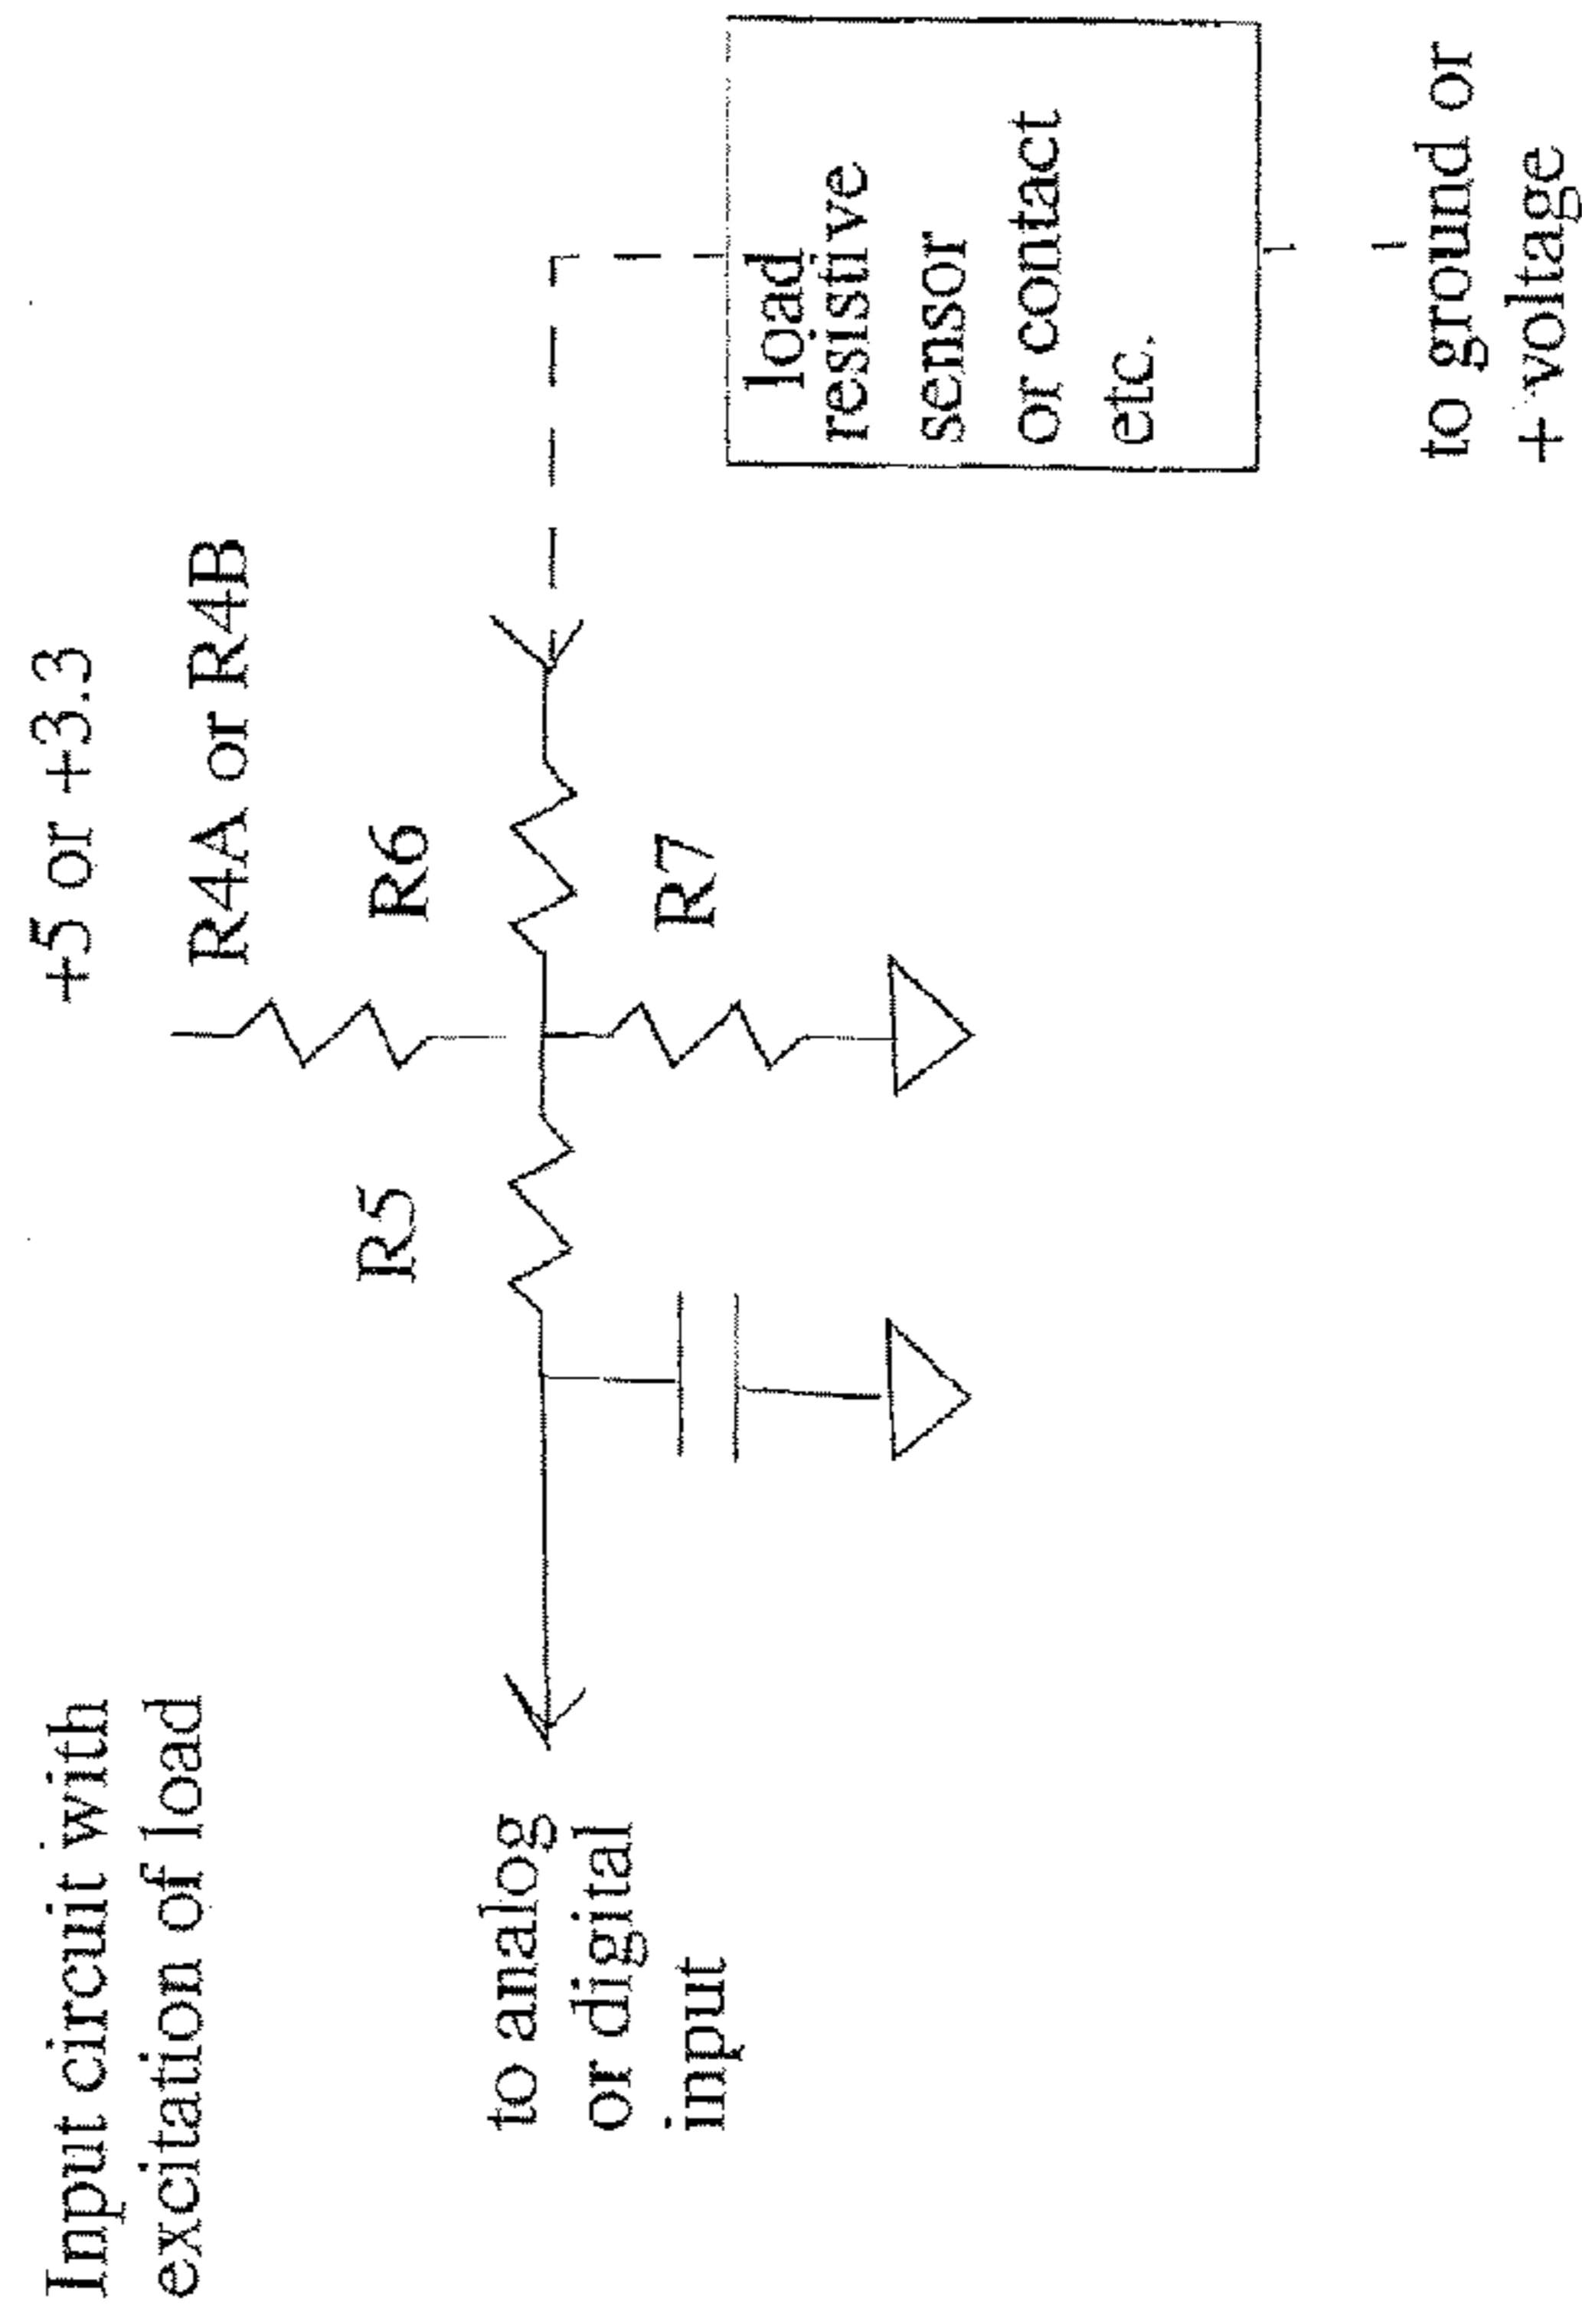 Input circuit with
excitation of load
+5 or +3.3
R4A or R4B
R5
R6
R7
to analog
or digital
input
load
resistive
sensor
or contact
etc.
to ground or
+ voltage